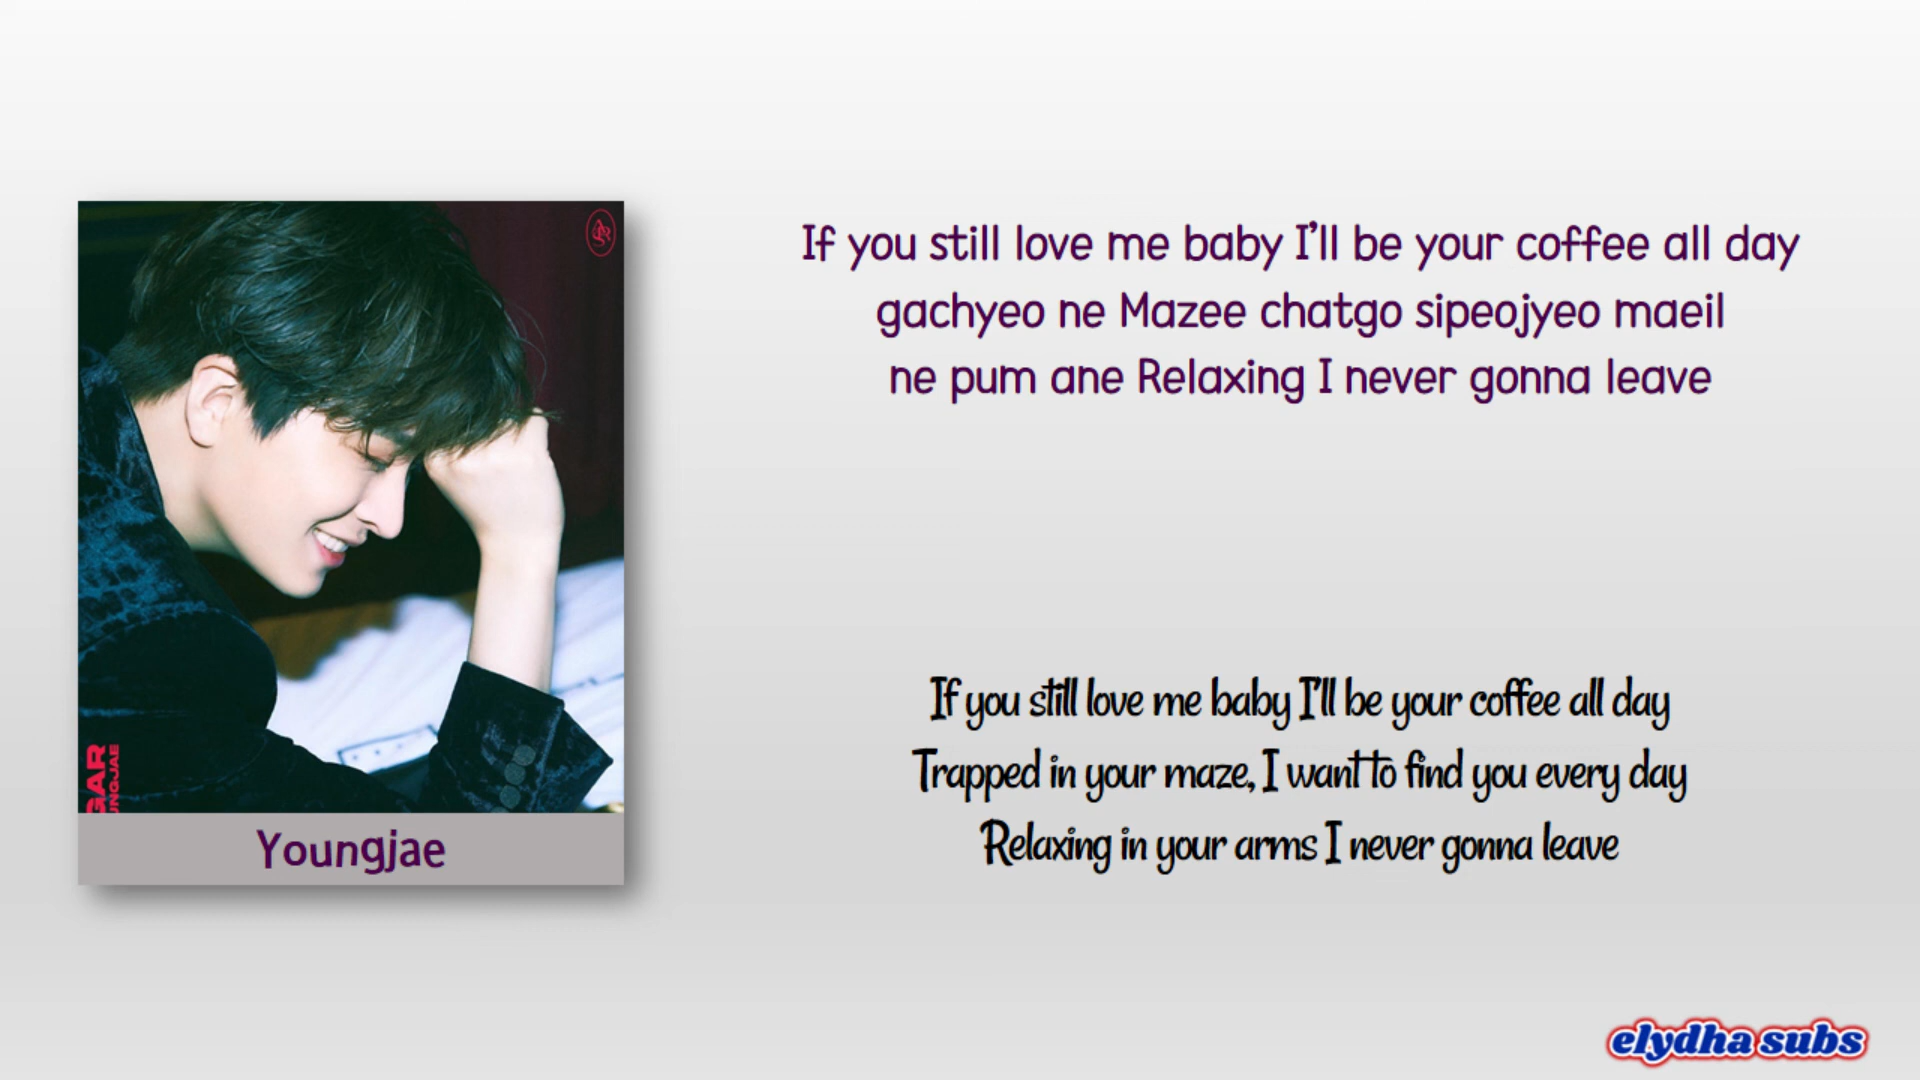 If you still love me baby I'll be your coffee all day
gachyeo ne Mazee chatgo sipeojyeo maeil
ne pum ane Relaxing I never gonna leave
GAR
UNGJAE
Youngjae
If you still love me baby I'll be your coffee all day
Trapped in your maze, I want to find you every day
Relaxing in your arms I never gonna leave
elydha subs